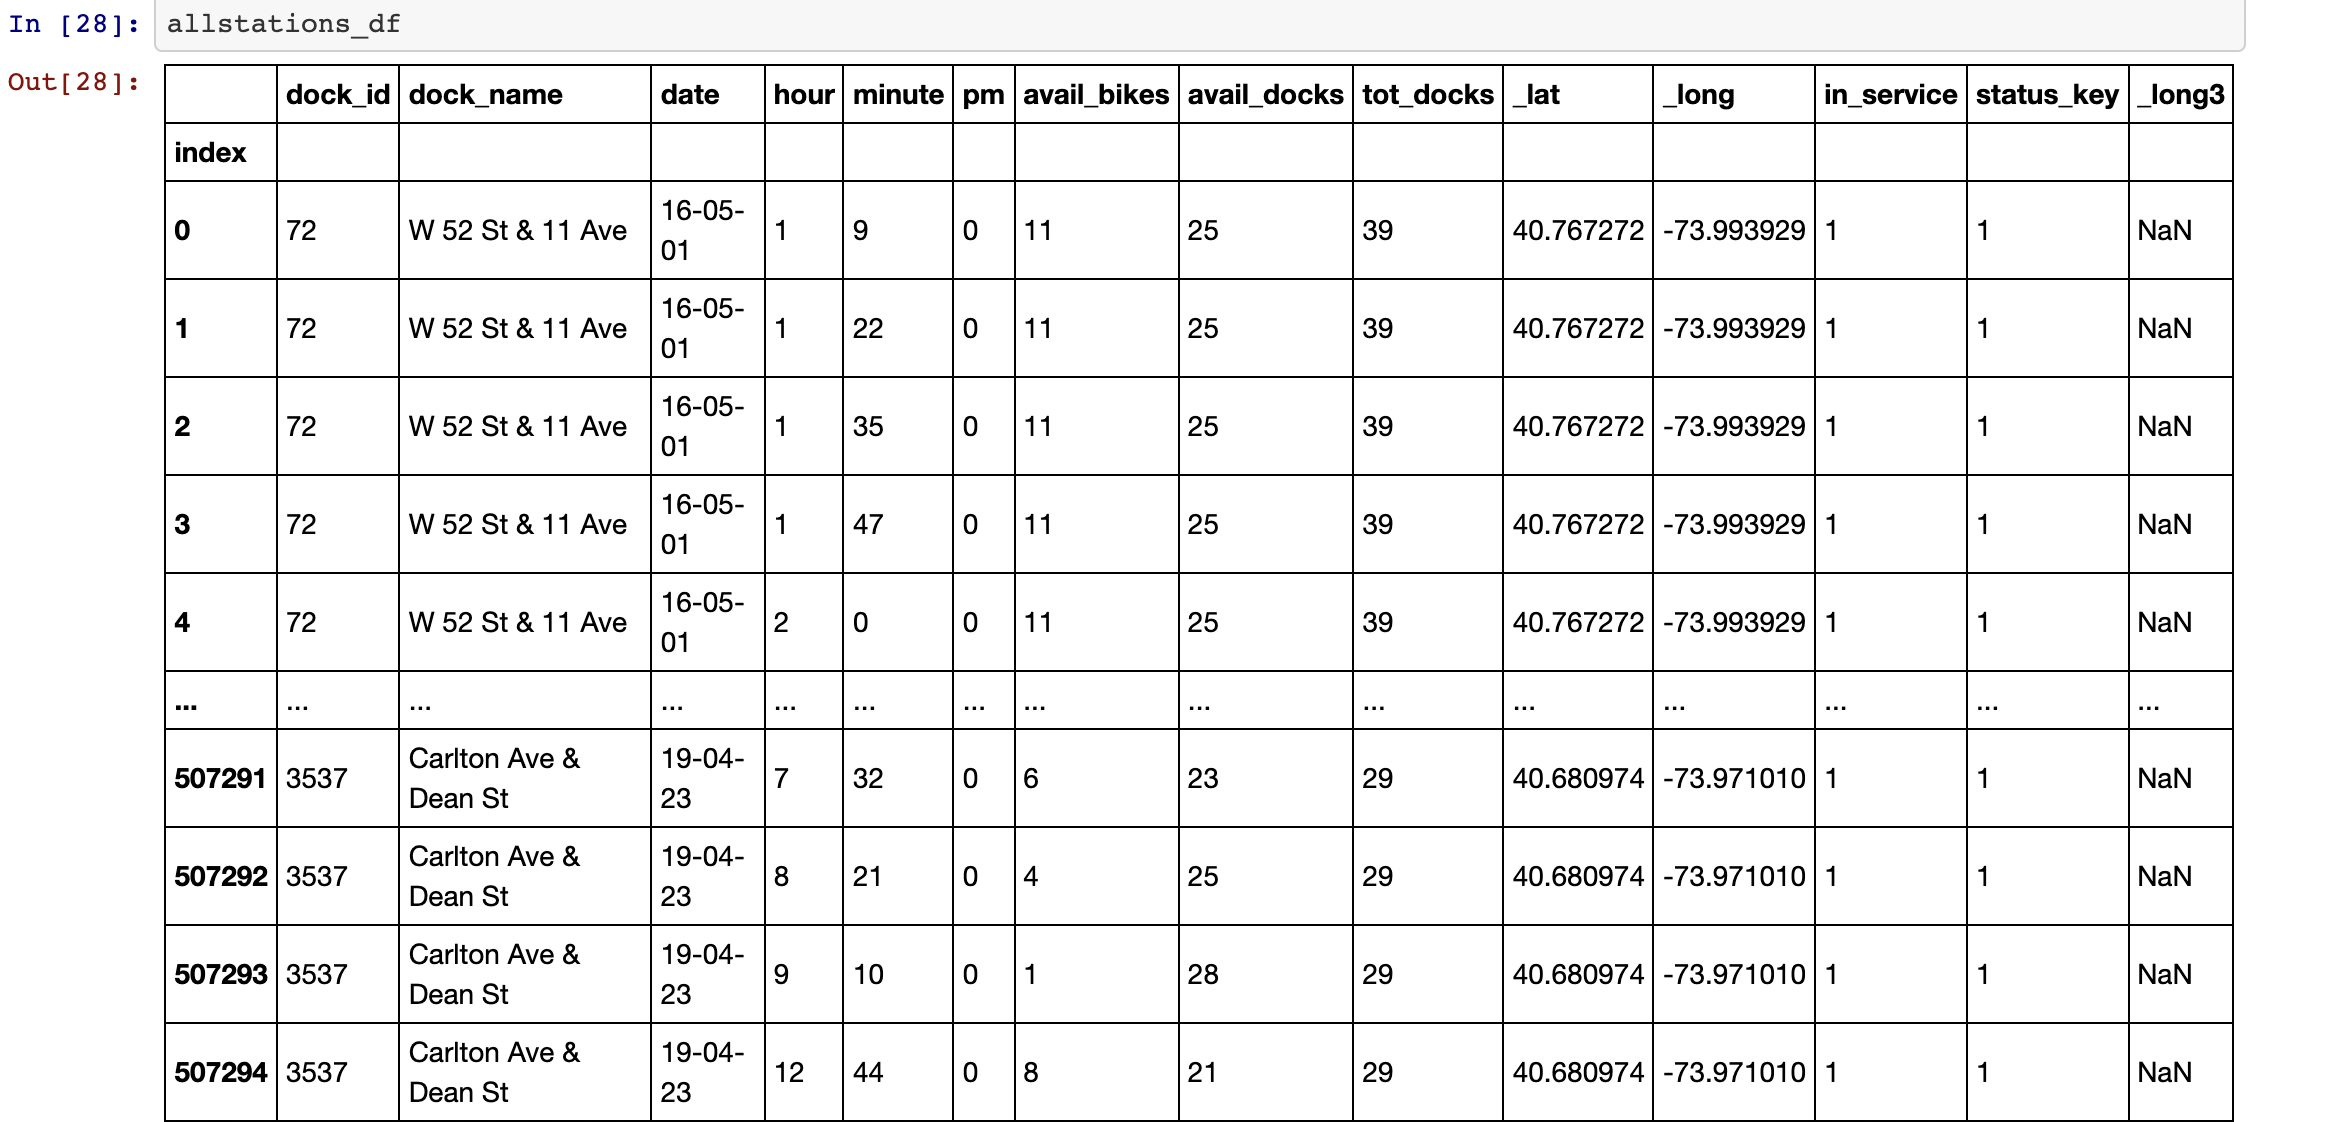 In [28]: allstations_df
Out[28]:
dock_id dock_name date hour minute pm avail_bikes avail_docks tot_docks _lat _long in_service status_key _long3
index
0 72 W 52 St & 11 Ave 16-05-01 1 9 0 11 25 39 40.767272 -73.993929 1 1 NaN
1 72 W 52 St & 11 Ave 16-05-01 1 22 0 11 25 39 40.767272 -73.993929 1 1 NaN
2 72 W 52 St & 11 Ave 16-05-01 1 35 0 11 25 39 40.767272 -73.993929 1 1 NaN
3 72 W 52 St & 11 Ave 16-05-01 1 47 0 11 25 39 40.767272 -73.993929 1 1 NaN
4 72 W 52 St & 11 Ave 16-05-01 2 0 0 11 25 39 40.767272 -73.993929 1 1 NaN
... ... ... ... ... ... ... ... ... ... ... ... ... ... ...
507291 3537 Carlton Ave & Dean St 19-04-23 7 32 0 6 23 29 40.680974 -73.971010 1 1 NaN
507292 3537 Carlton Ave & Dean St 19-04-23 8 21 0 4 25 29 40.680974 -73.971010 1 1 NaN
507293 3537 Carlton Ave & Dean St 19-04-23 9 10 0 1 28 29 40.680974 -73.971010 1 1 NaN
507294 3537 Carlton Ave & Dean St 19-04-23 12 44 0 8 21 29 40.680974 -73.971010 1 1 NaN